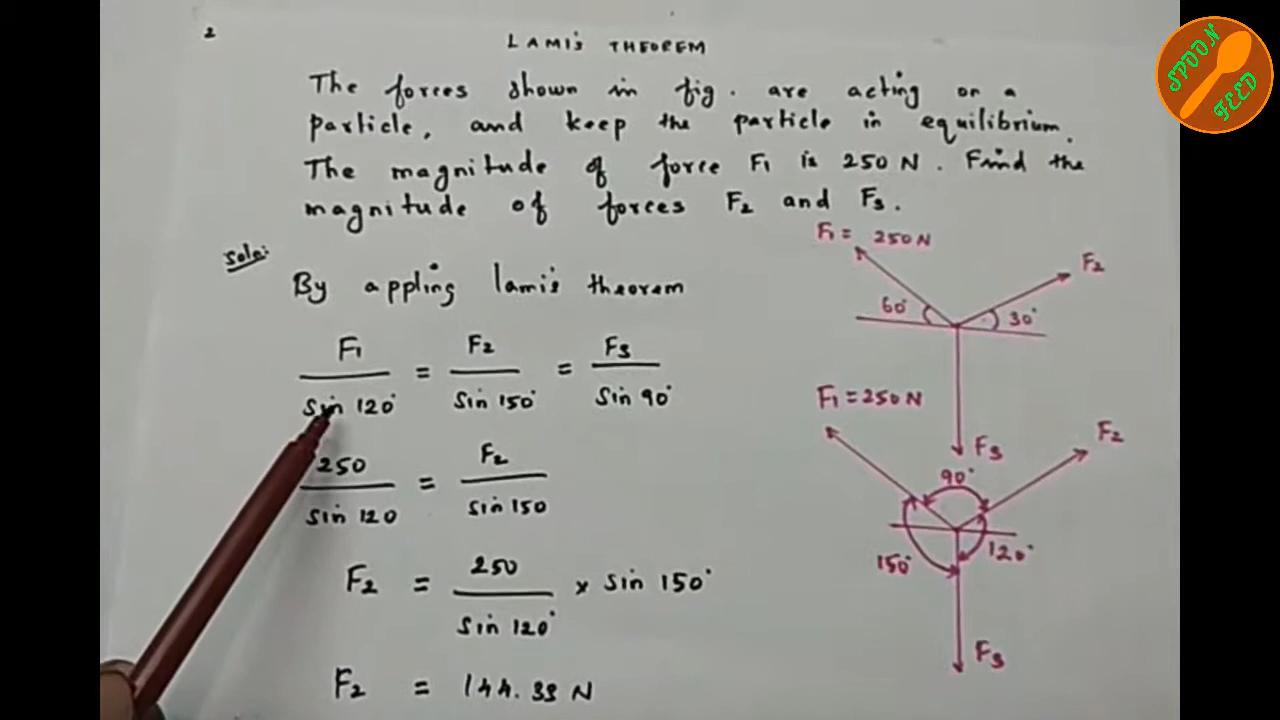 2
LAMI's THEOREM
SPOON FEED
The forces shown in fig. are acting on a
particle, and keep the particle in equilibrium.
The magnitude of force F1 is 250 N. Find the
magnitude of forces F2 and F3.
Soln:
By appling lami's theorem
F1 / sin 120° = F2 / sin 150° = F3 / sin 90°
250 / sin 120 = F2 / sin 150
F2 = 250 / sin 120° × sin 150°
F2 = 144.33 N
F1 = 250 N
F2
60°
30°
F3
F1 = 250 N
F2
90°
150°
120°
F3